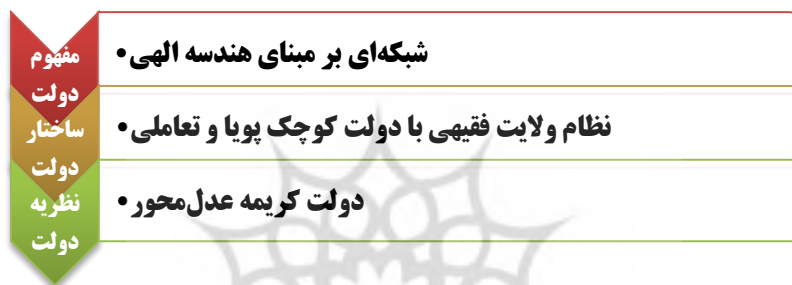 مفهوم
دولت
شبکه‌ای بر مبنای هندسه الهی•
ساختار
دولت
نظام ولایت فقیهی با دولت کوچک پویا و تعاملی•
نظریه
دولت
دولت کریمه عدل‌محور•